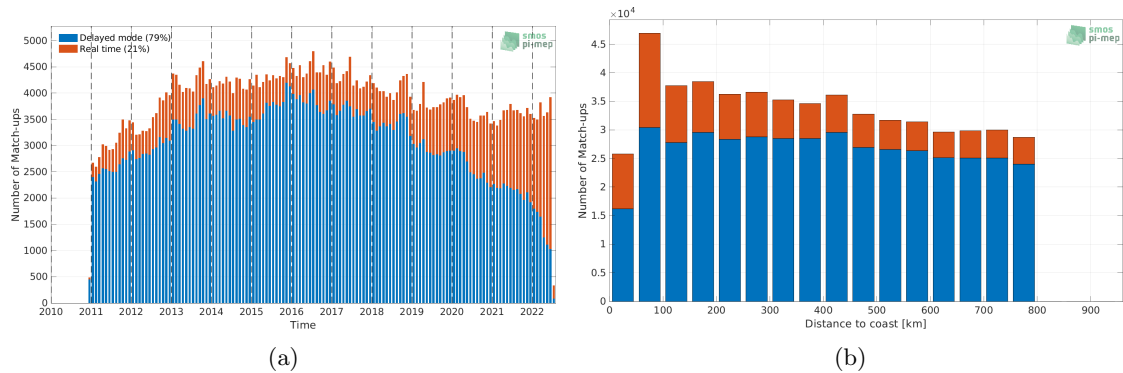 Delayed mode (79%)
Real time (21%)
smos
pi-mep
Number of Match-ups
5000
4500
4000
3500
3000
2500
2000
1500
1000
500
0
2010 2011 2012 2013 2014 2015 2016 2017 2018 2019 2020 2021 2022
Time
(a)
×10⁴
smos
pi-mep
Number of Match-ups
4.5
4
3.5
3
2.5
2
1.5
1
0.5
0
0 100 200 300 400 500 600 700 800 900
Distance to coast [km]
(b)